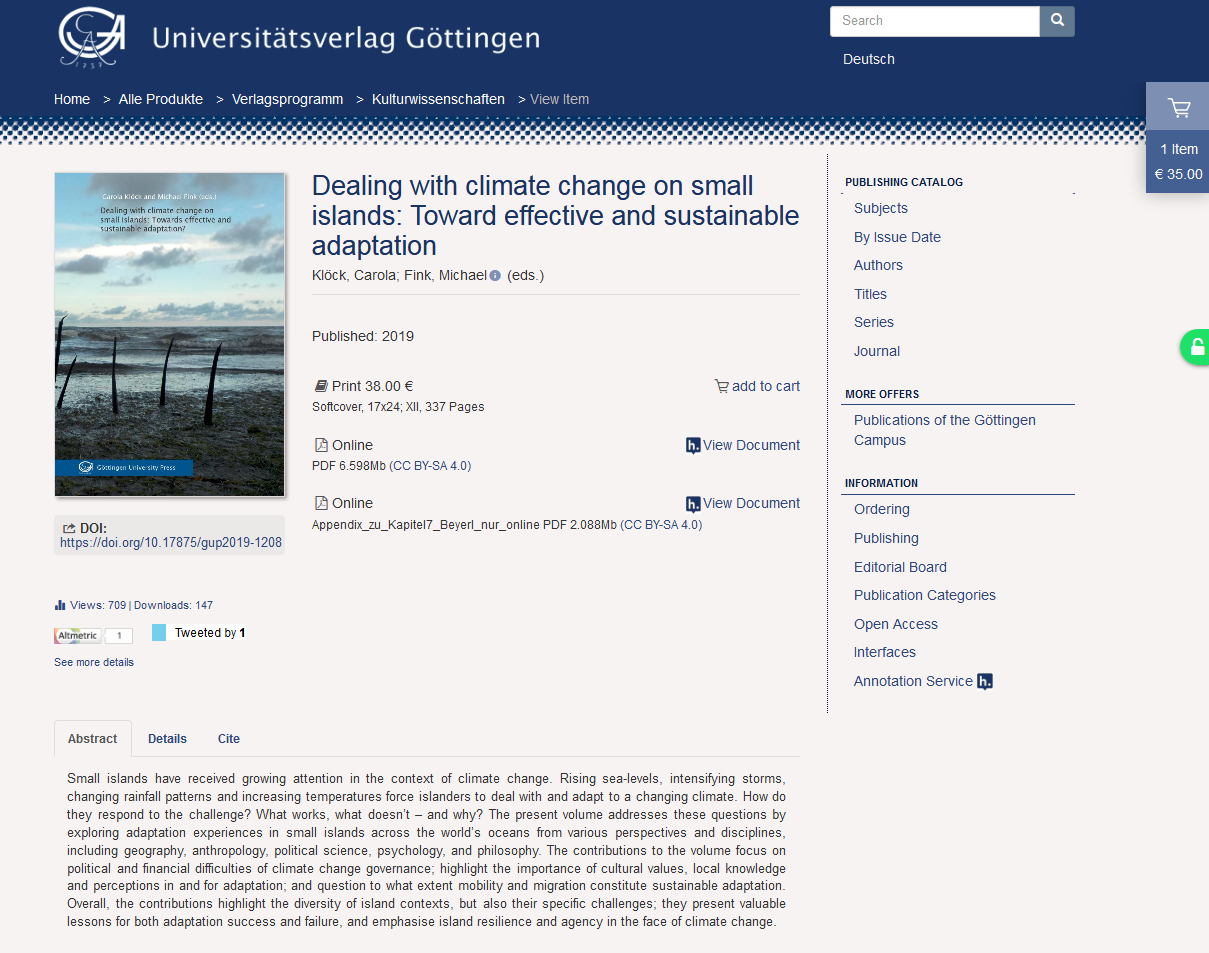 Universitätsverlag Göttingen
Search
Deutsch
Home > Alle Produkte > Verlagsprogramm > Kulturwissenschaften > View Item
1 Item
€ 35.00
Carola Klöck and Michael Fink (eds.)
Dealing with climate change on
small islands: Towards effective and
sustainable adaptation?
Göttingen University Press
Dealing with climate change on small
islands: Toward effective and sustainable
adaptation
Klöck, Carola; Fink, Michael (eds.)
Published: 2019
Print 38.00 €
add to cart
Softcover, 17x24; XII, 337 Pages
Online
h. View Document
PDF 6.598Mb (CC BY-SA 4.0)
Online
h. View Document
Appendix_zu_Kapitel7_Beyerl_nur_online PDF 2.088Mb (CC BY-SA 4.0)
DOI:
https://doi.org/10.17875/gup2019-1208
Views: 709 | Downloads: 147
Altmetric 1
Tweeted by 1
See more details
PUBLISHING CATALOG
Subjects
By Issue Date
Authors
Titles
Series
Journal
MORE OFFERS
Publications of the Göttingen
Campus
INFORMATION
Ordering
Publishing
Editorial Board
Publication Categories
Open Access
Interfaces
Annotation Service h.
Abstract Details Cite
Small islands have received growing attention in the context of climate change. Rising sea-levels, intensifying storms,
changing rainfall patterns and increasing temperatures force islanders to deal with and adapt to a changing climate. How do
they respond to the challenge? What works, what doesn’t – and why? The present volume addresses these questions by
exploring adaptation experiences in small islands across the world’s oceans from various perspectives and disciplines,
including geography, anthropology, political science, psychology, and philosophy. The contributions to the volume focus on
political and financial difficulties of climate change governance; highlight the importance of cultural values, local knowledge
and perceptions in and for adaptation; and question to what extent mobility and migration constitute sustainable adaptation.
Overall, the contributions highlight the diversity of island contexts, but also their specific challenges; they present valuable
lessons for both adaptation success and failure, and emphasise island resilience and agency in the face of climate change.